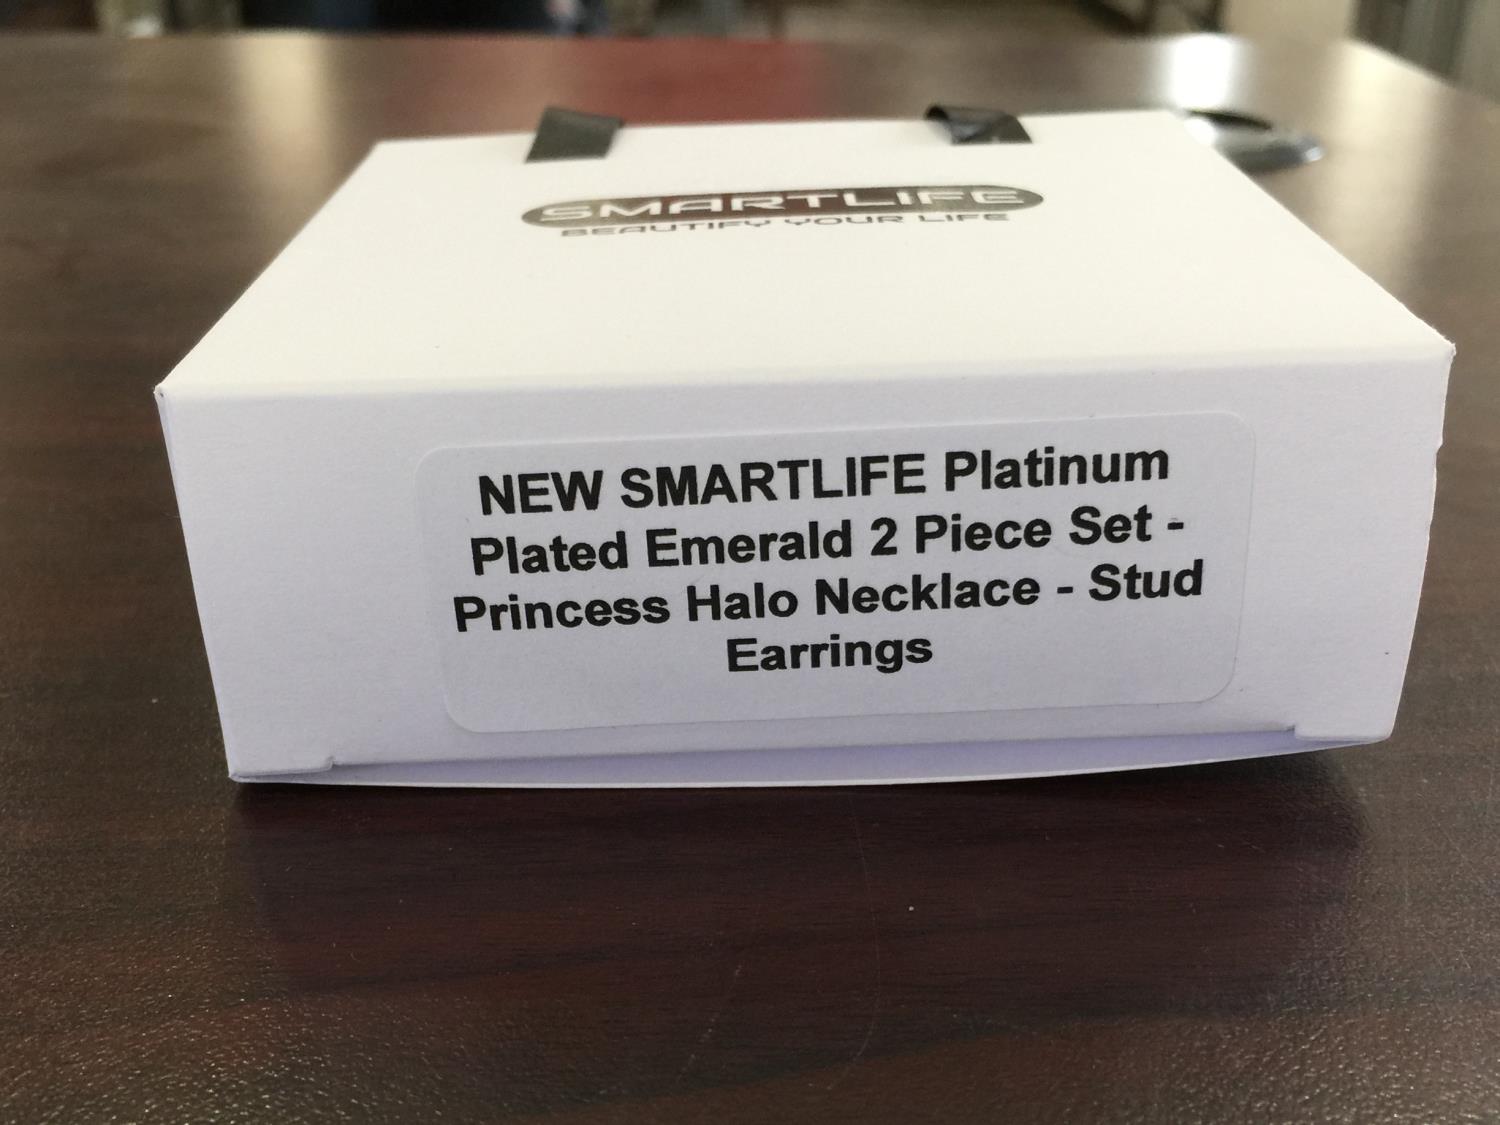 SMARTLIFE
BEAUTIFY YOUR LIFE
NEW SMARTLIFE Platinum
Plated Emerald 2 Piece Set -
Princess Halo Necklace - Stud
Earrings